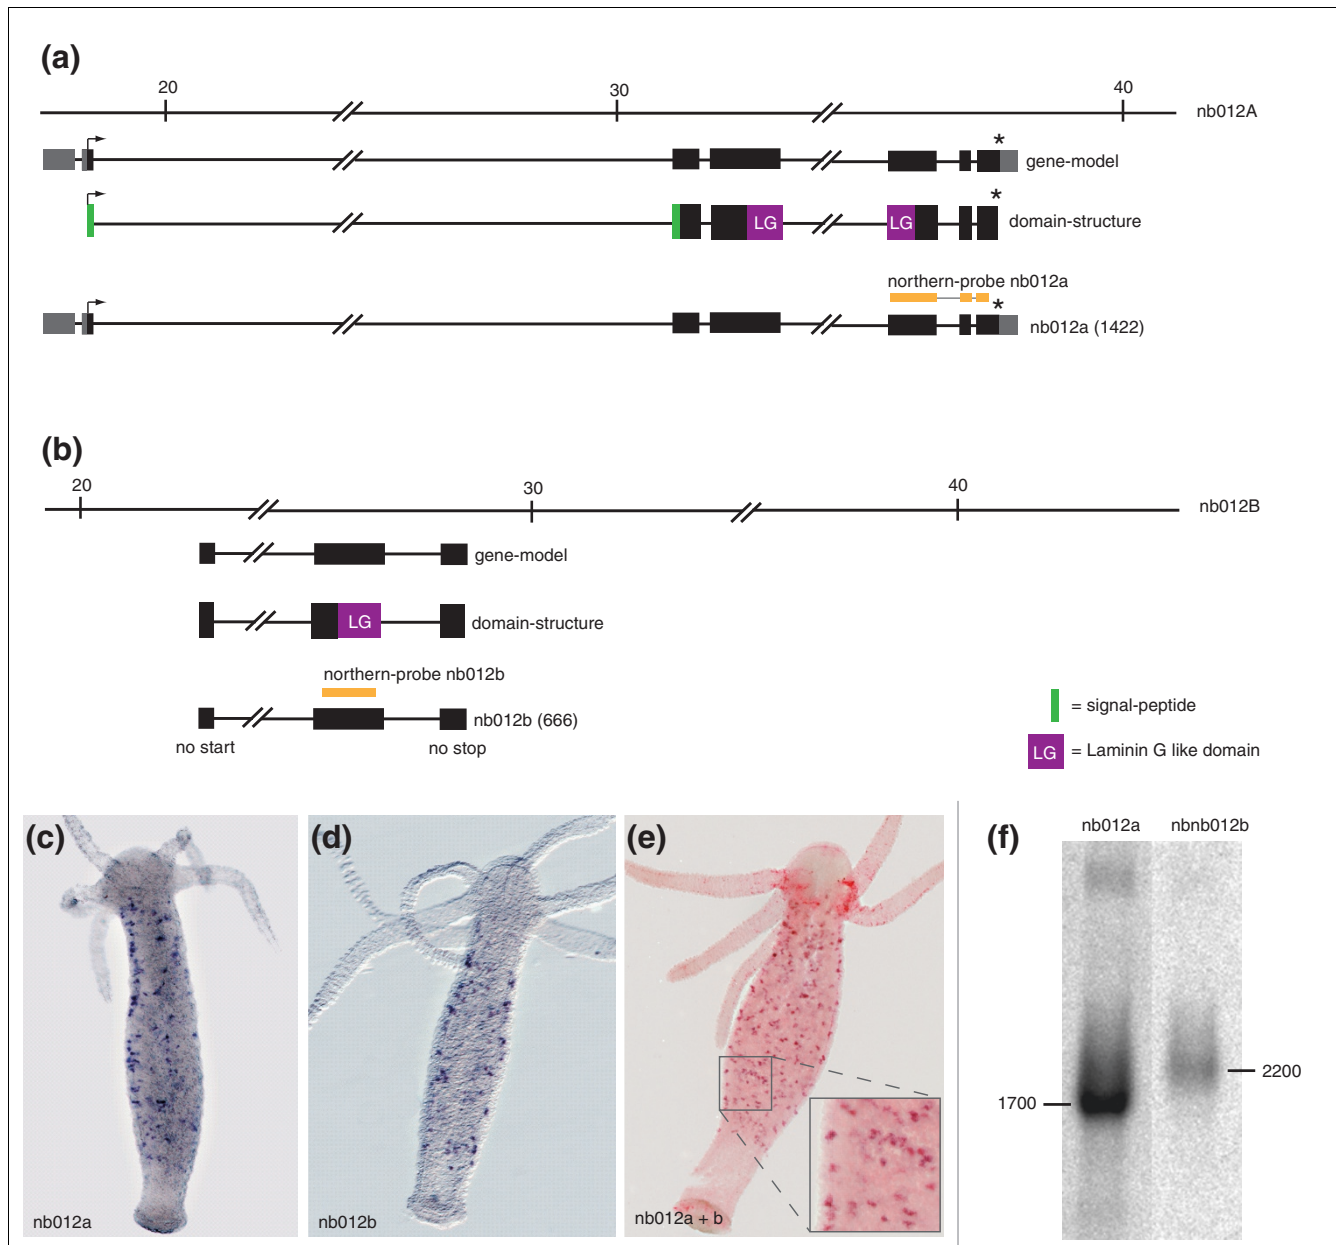 (a)
20 30 40
nb012A
*
gene-model
*
LG LG domain-structure
northern-probe nb012a
*
nb012a (1422)
(b)
20 30 40
nb012B
gene-model
LG domain-structure
northern-probe nb012b
nb012b (666)
no start no stop
= signal-peptide
LG = Laminin G like domain
(c) (d) (e) (f)
nb012a nbnb012b
2200
1700
nb012a nb012b nb012a + b